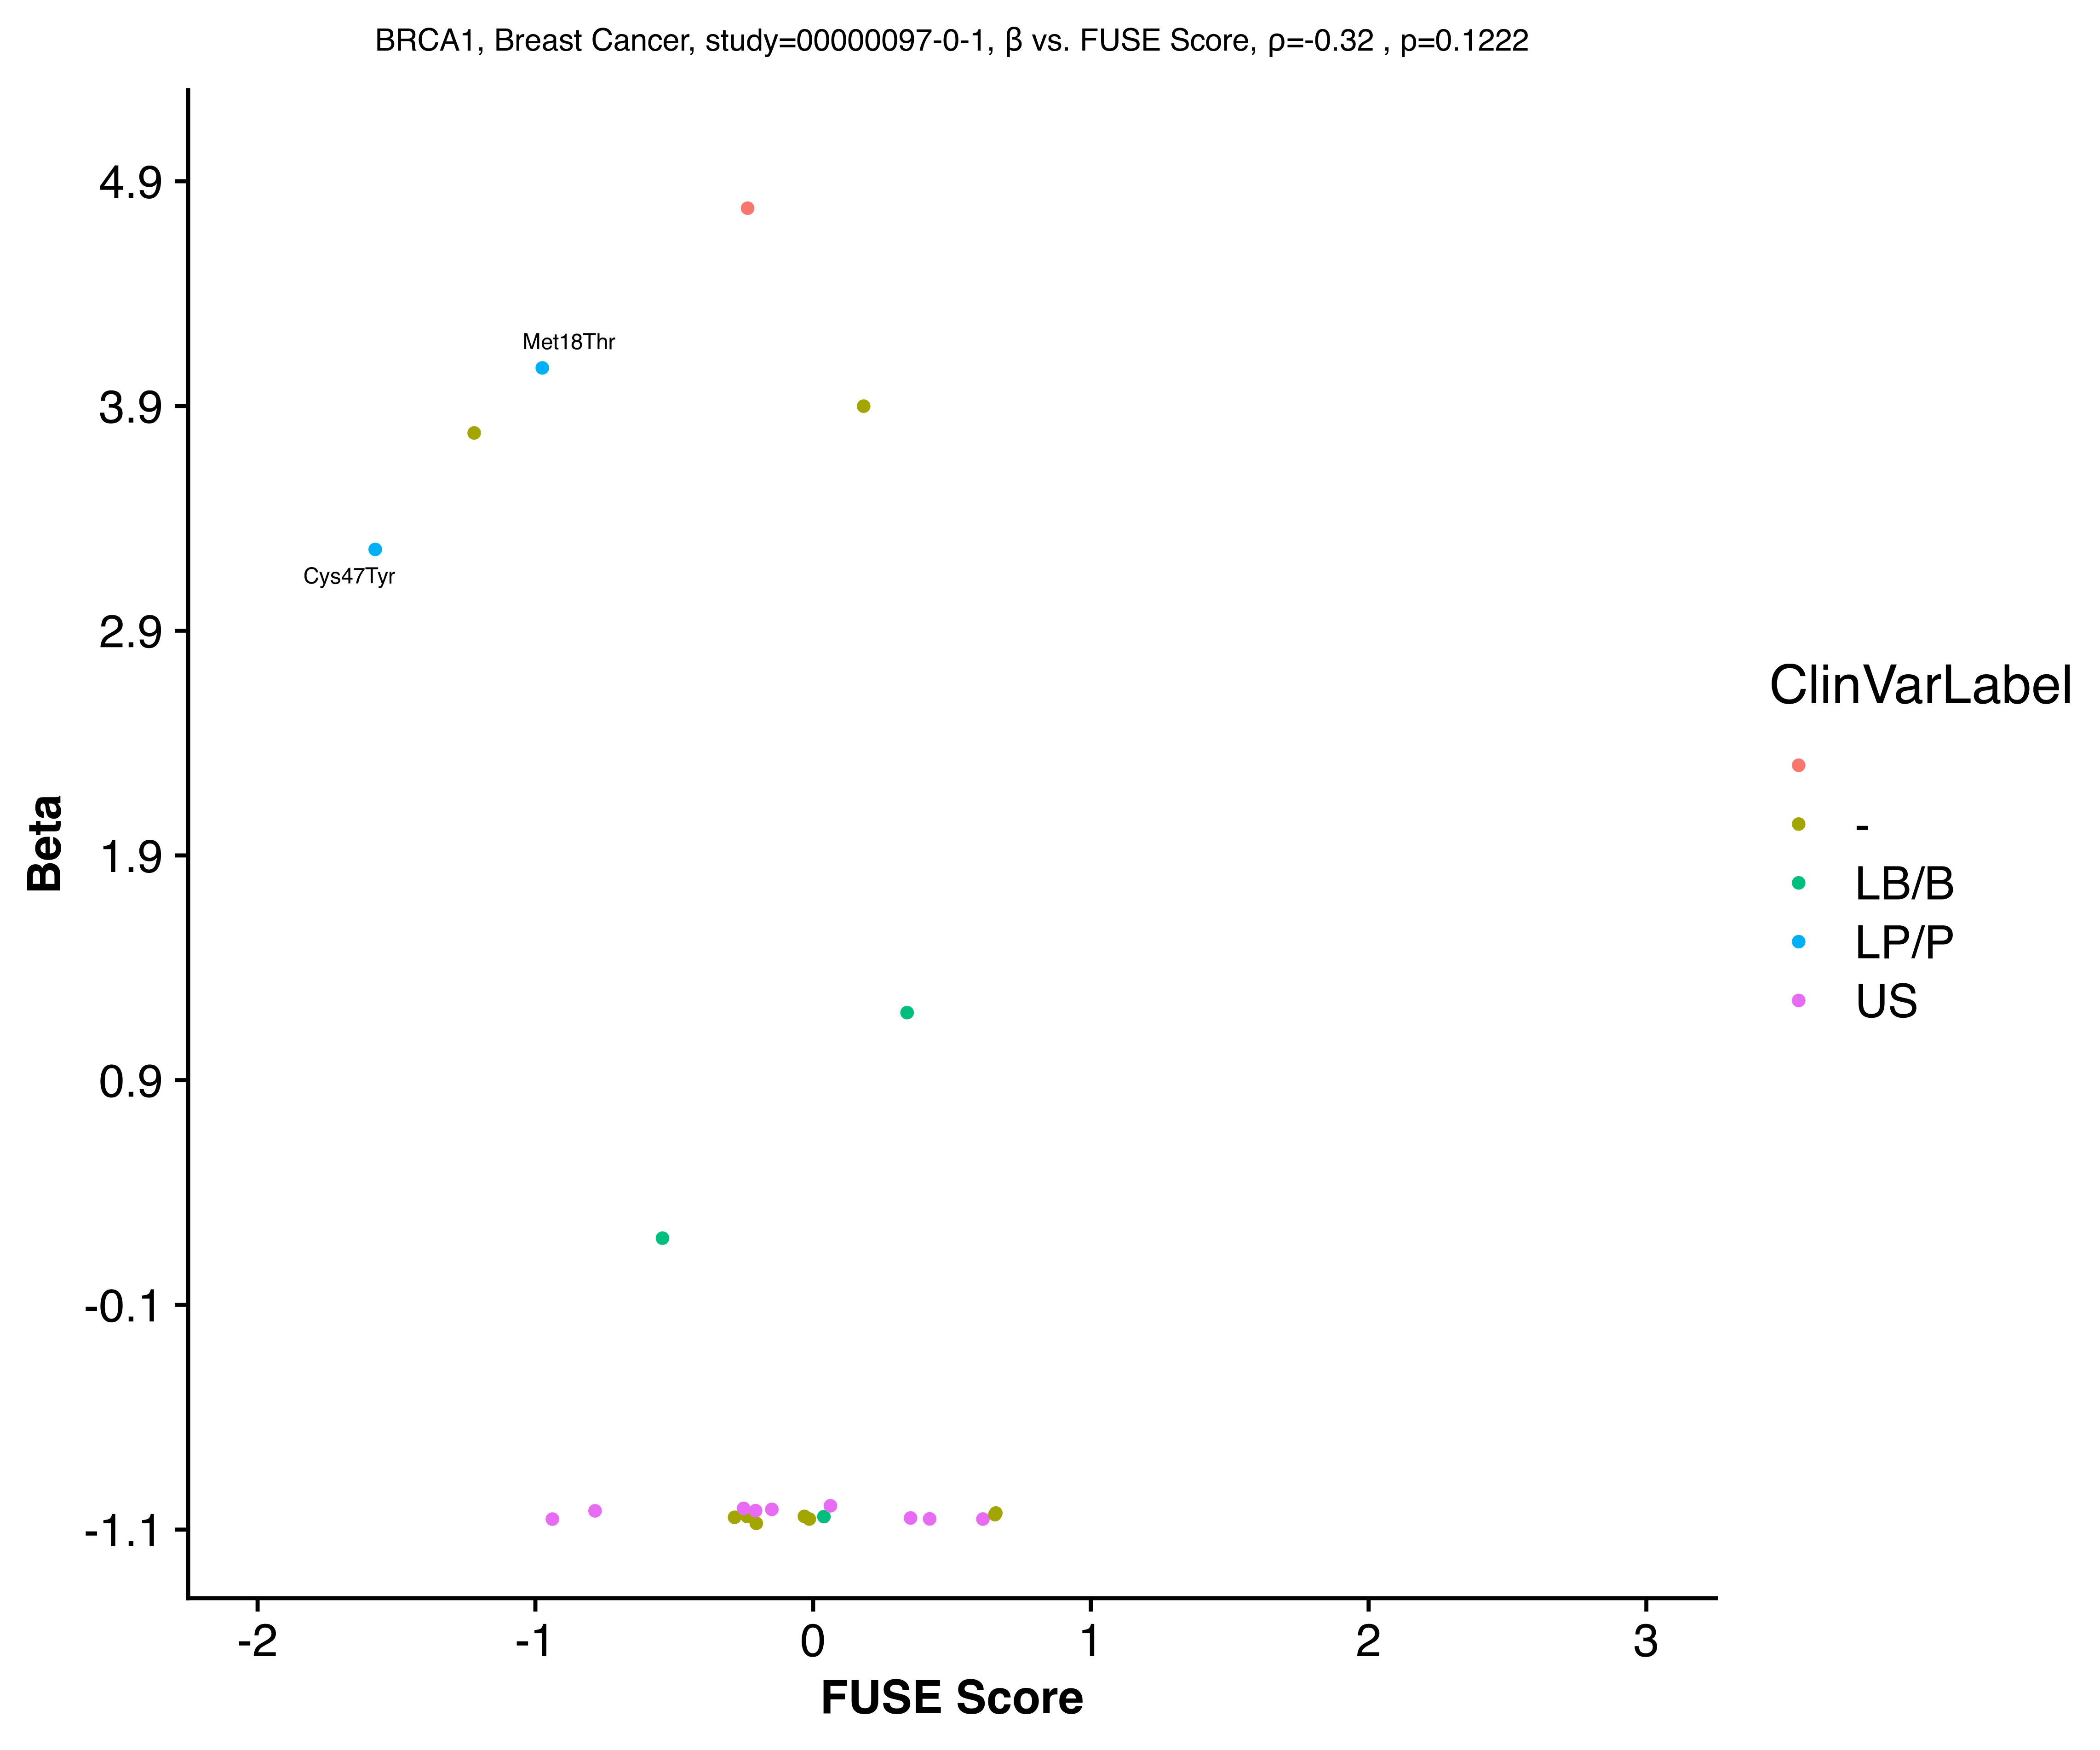 BRCA1, Breast Cancer, study=00000097-0-1, β vs. FUSE Score, ρ=-0.32 , p=0.1222
4.9
3.9
2.9
1.9
0.9
-0.1
-1.1
Beta
Met18Thr
Cys47Tyr
-2
-1
0
1
2
3
FUSE Score
ClinVarLabel
-
LB/B
LP/P
US